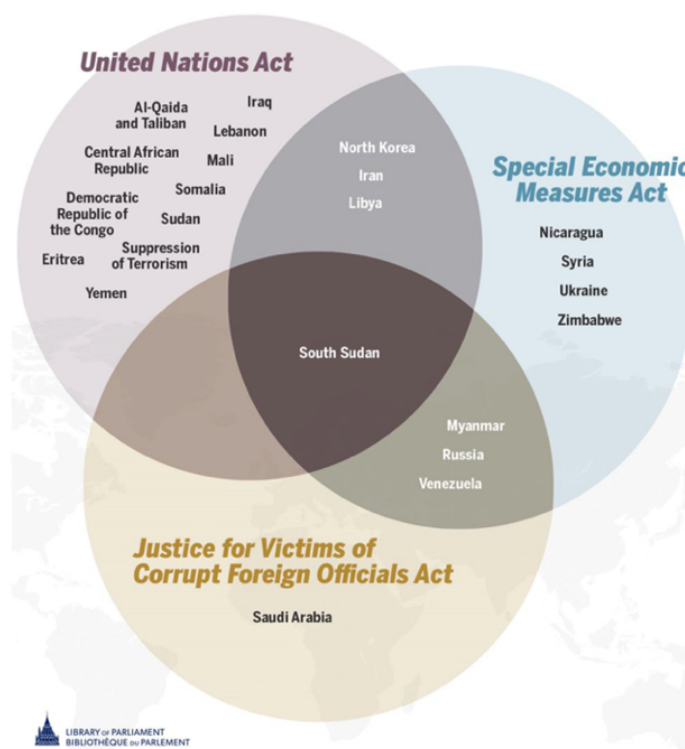 United Nations Act
Al-Qaida
and Taliban
Iraq
Lebanon
Central African
Republic
Mali
Democratic
Republic of
the Congo
Somalia
Sudan
Eritrea
Suppression
of Terrorism
Yemen
North Korea
Iran
Libya
Special Economic
Measures Act
Nicaragua
Syria
Ukraine
Zimbabwe
South Sudan
Myanmar
Russia
Venezuela
Justice for Victims of
Corrupt Foreign Officials Act
Saudi Arabia
LIBRARY OF PARLIAMENT
BIBLIOTHÈQUE DU PARLEMENT